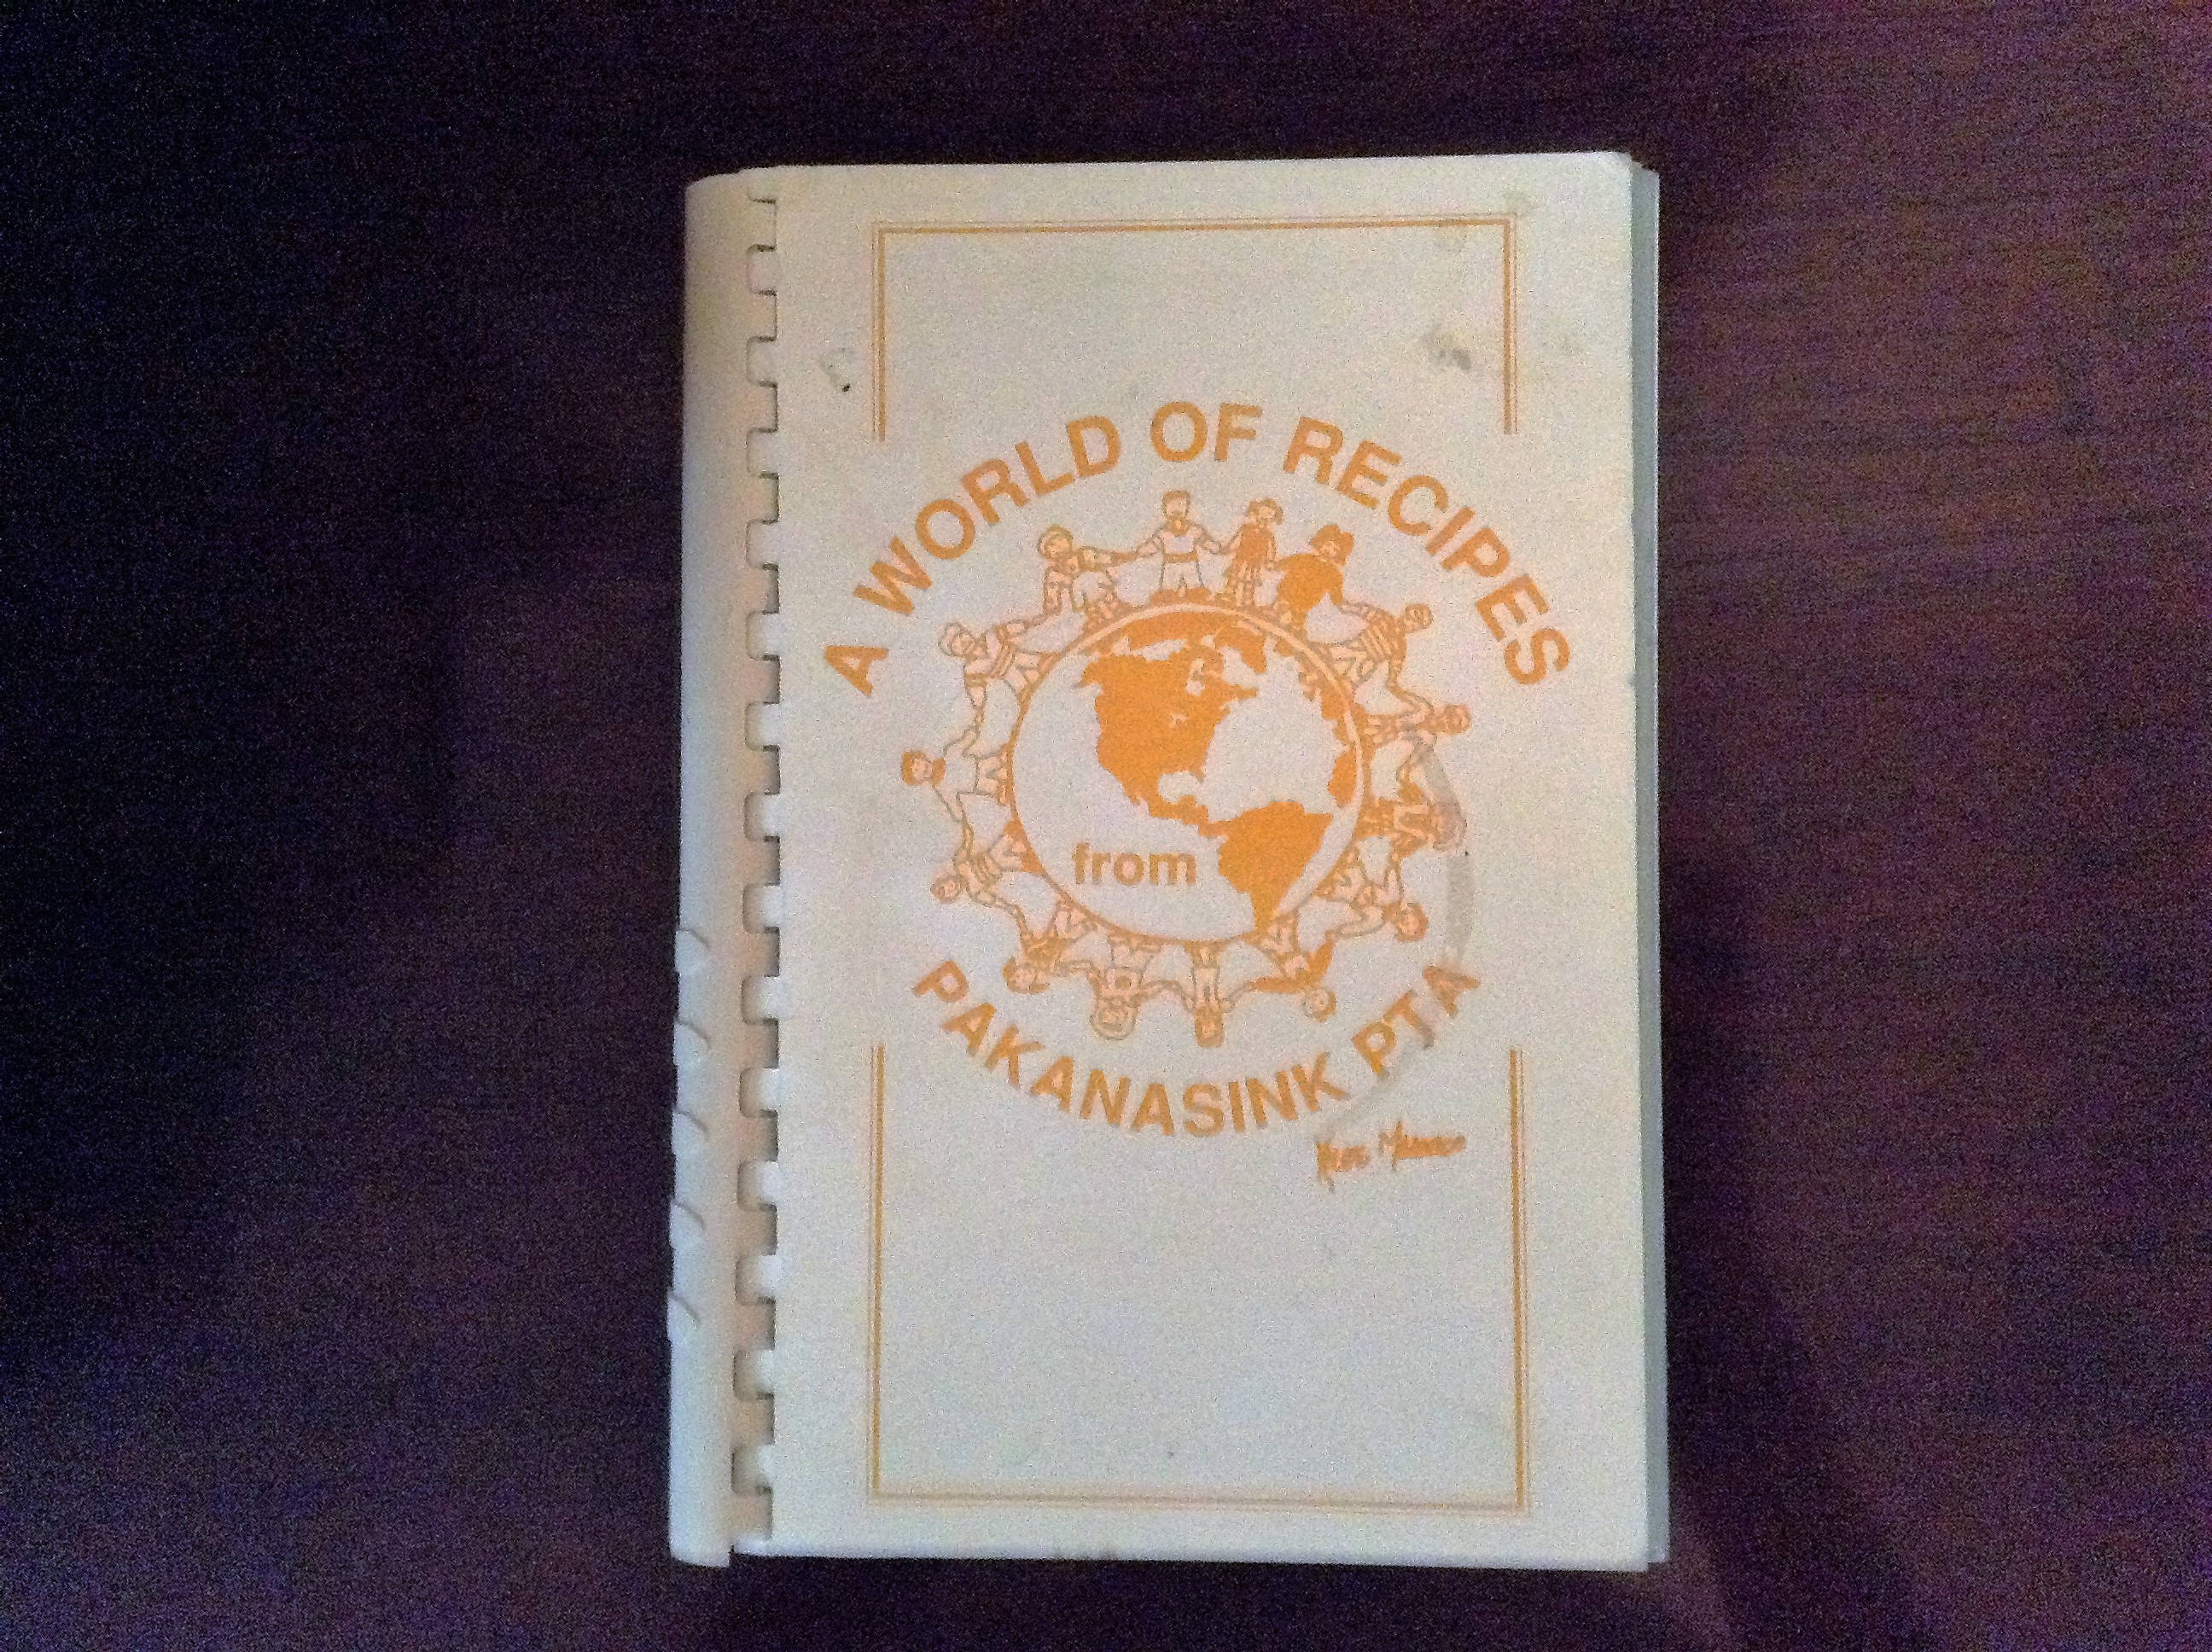 A WORLD OF RECIPES
from
PAKANASINK PTA